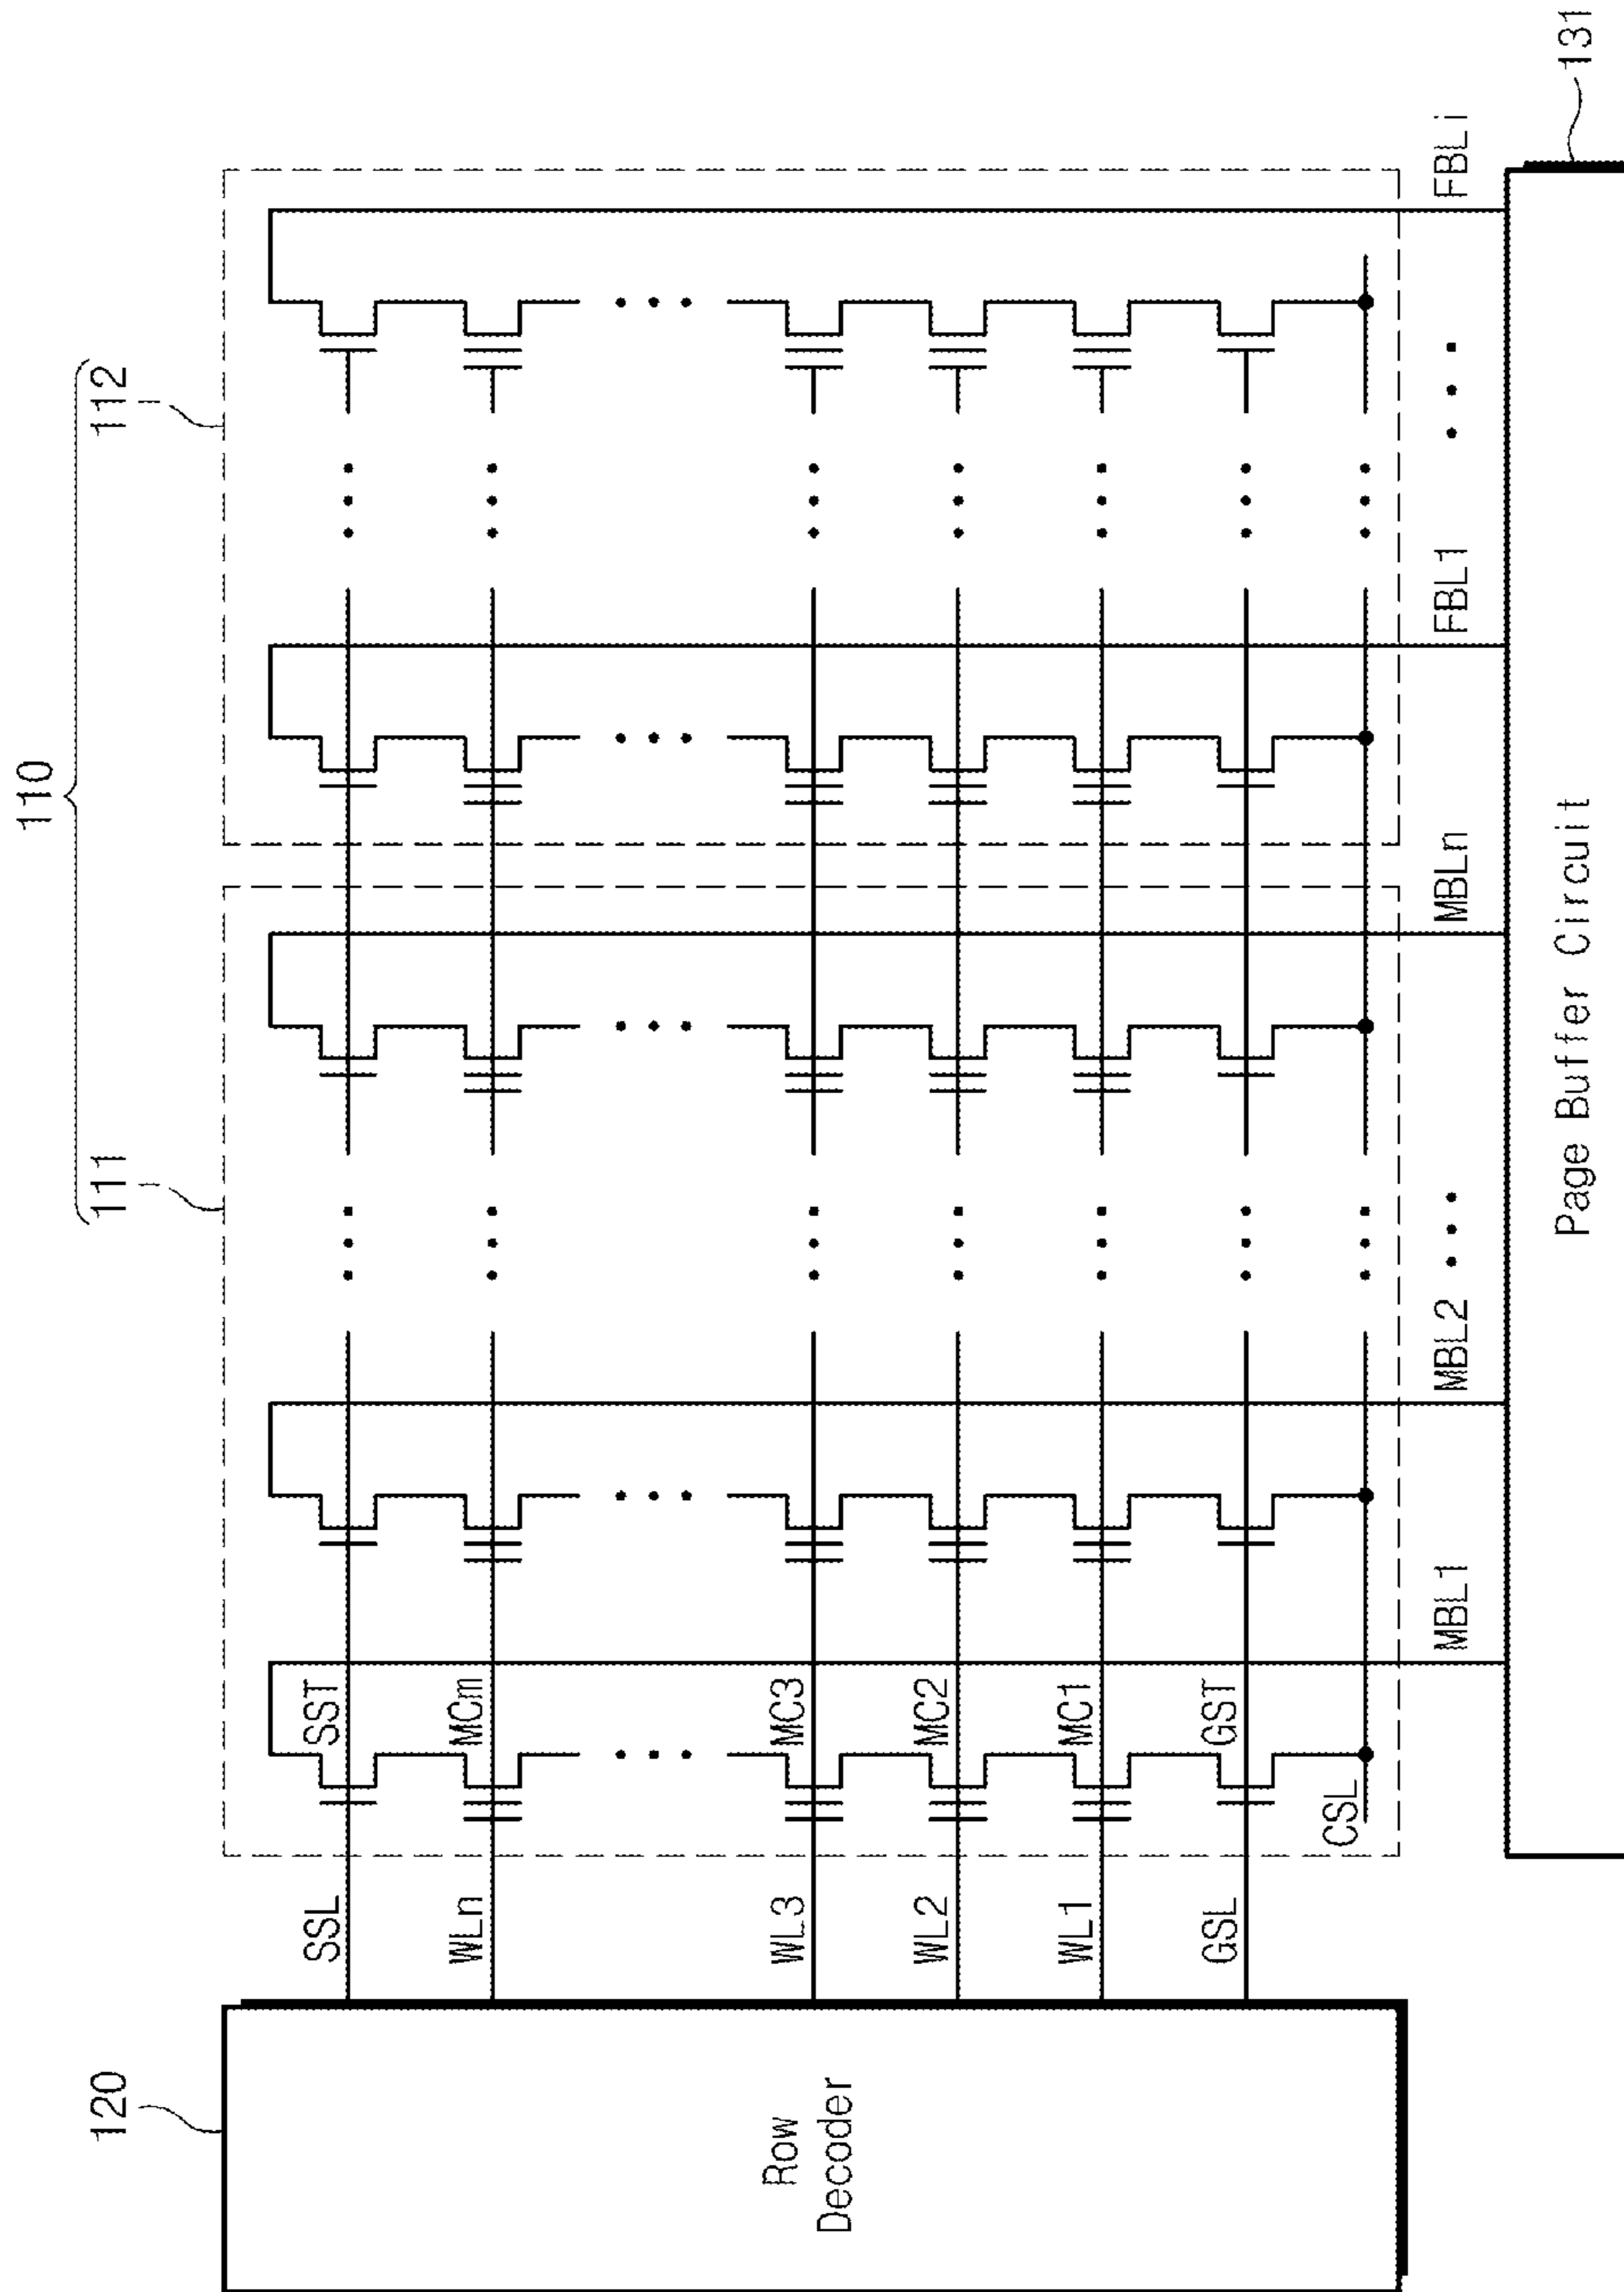 110
111
112
120
Row
Decoder
SSL
SST
WLn
MCm
WL3
MC3
WL2
MC2
WL1
MC1
GSL
GST
CSL
MBL1
MBL2
MBLn
FBL1
FBLi
Page Buffer Circuit
131